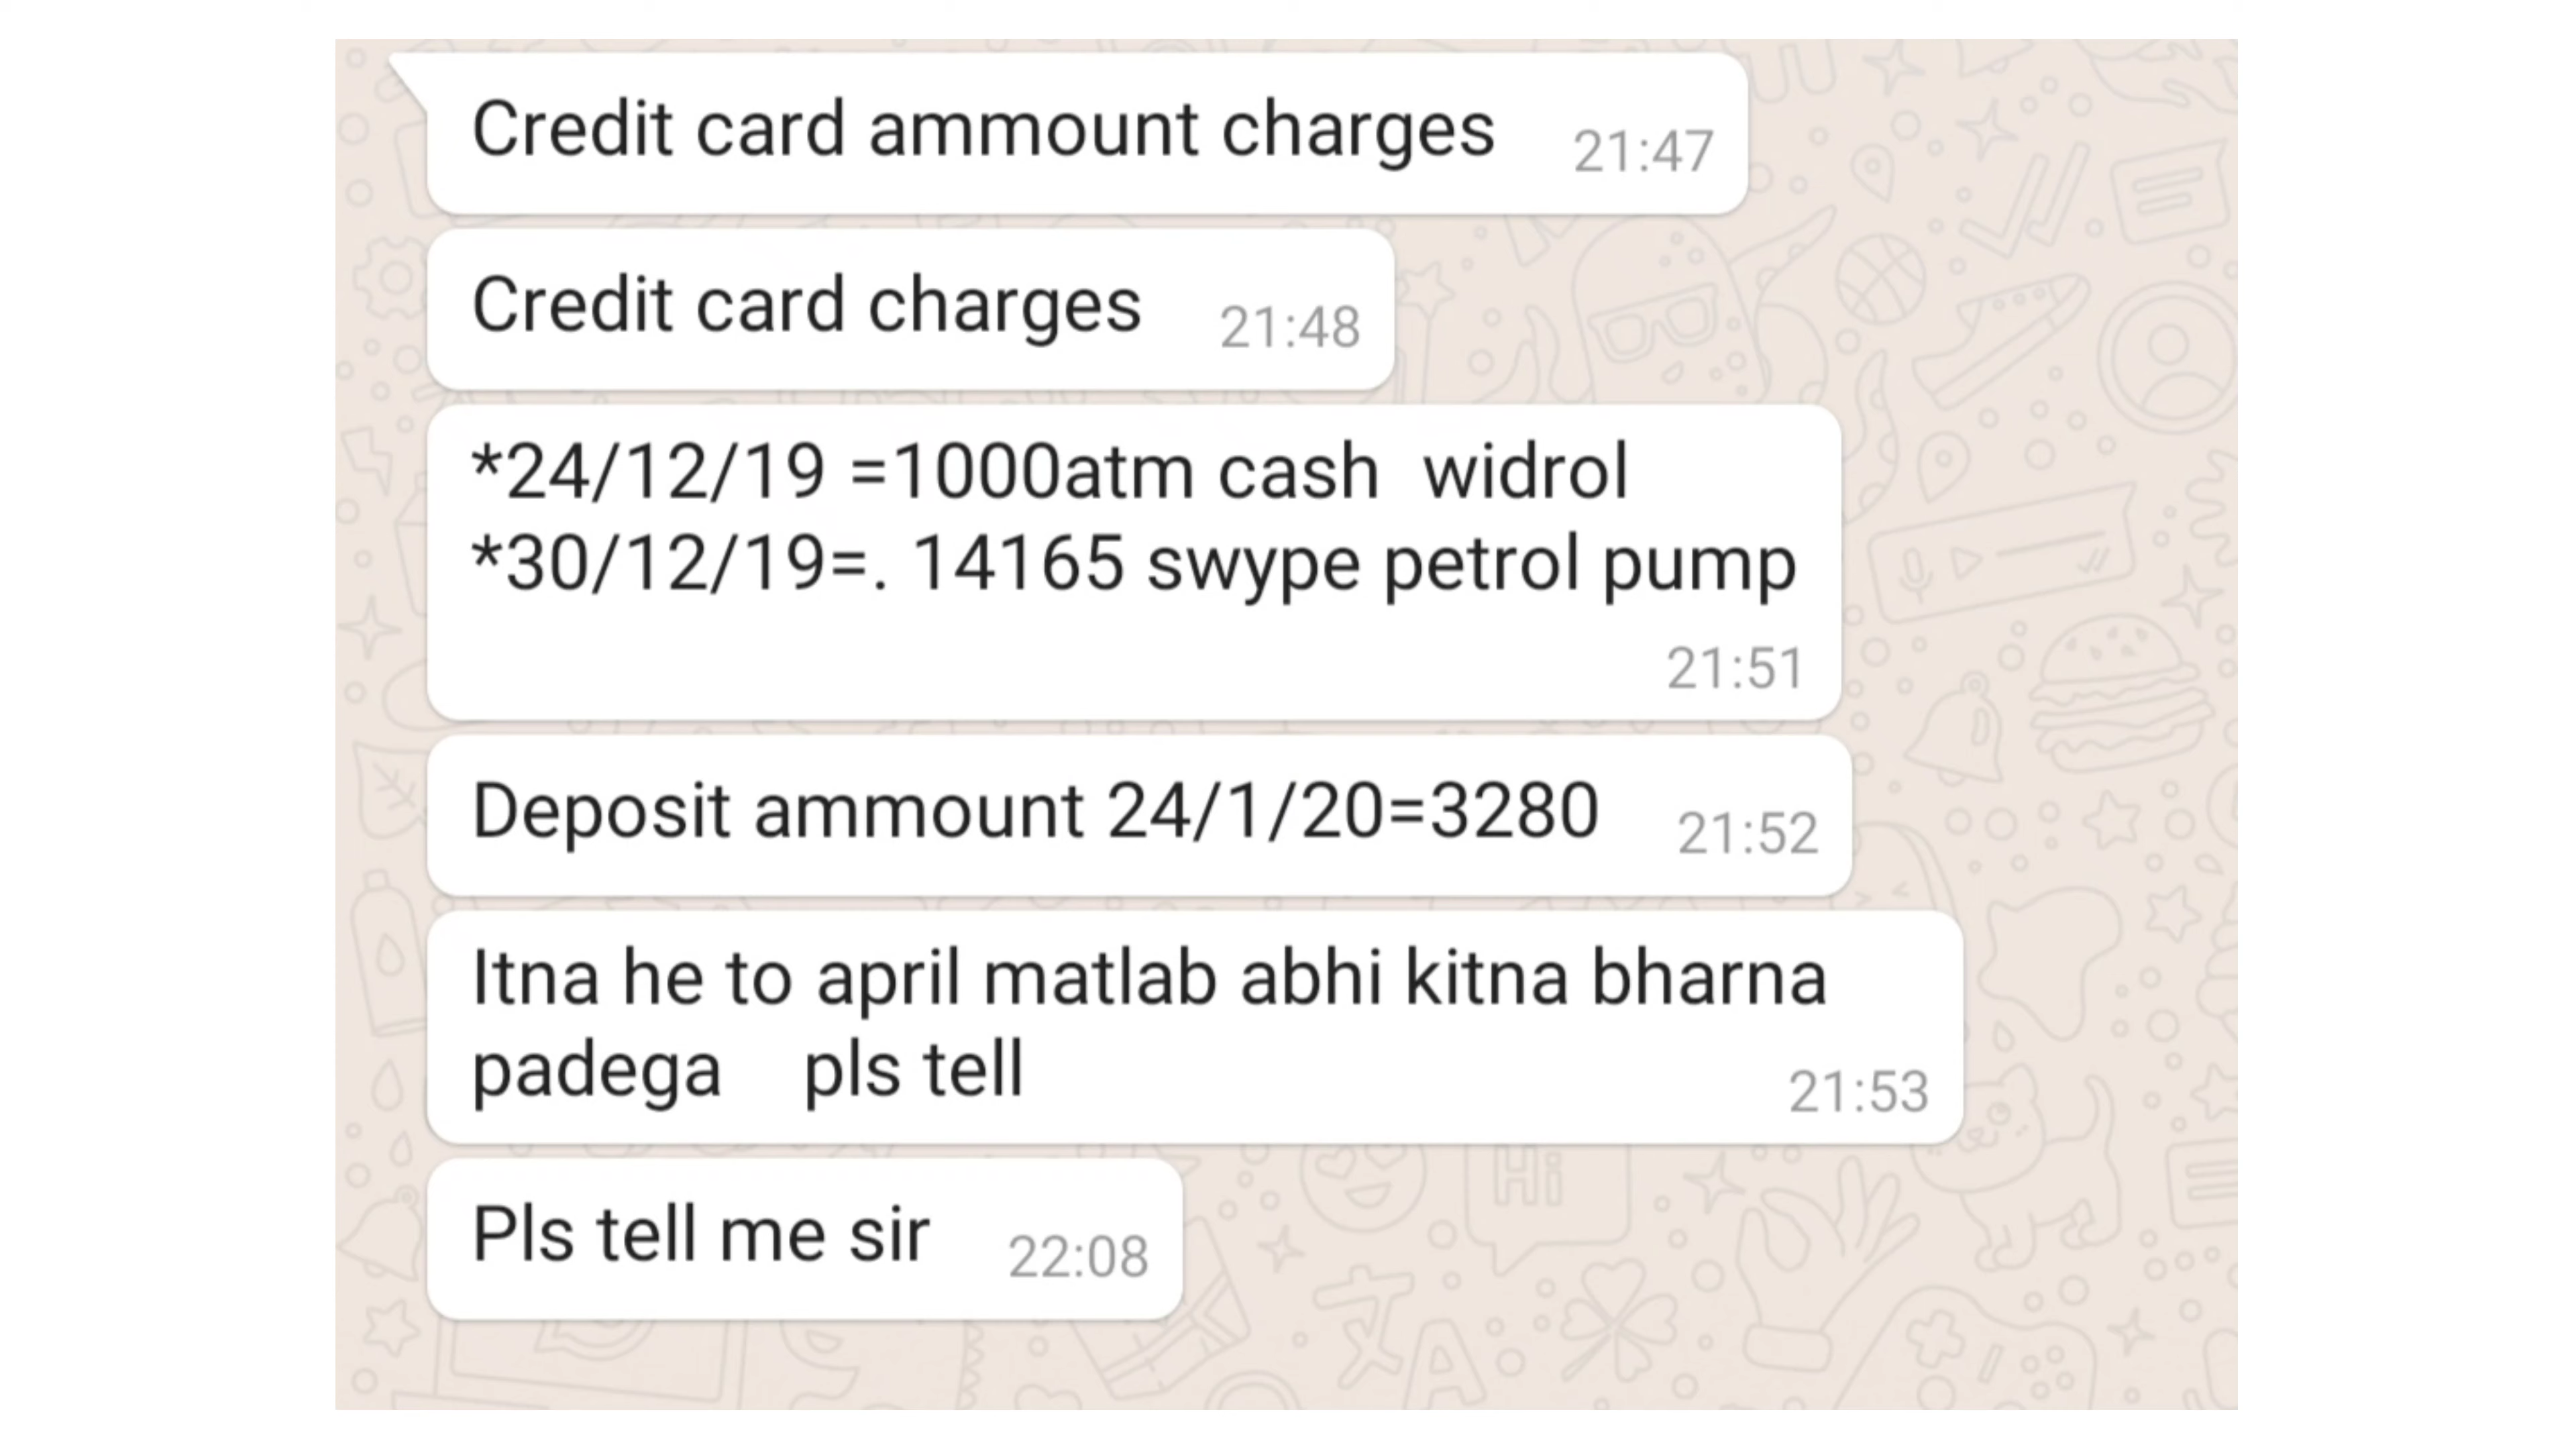 Credit card ammount charges 21:47
Credit card charges 21:48
*24/12/19 =1000atm cash  widrol
*30/12/19=. 14165 swype petrol pump
21:51
Deposit ammount 24/1/20=3280 21:52
Itna he to april matlab abhi kitna bharna
padega    pls tell 21:53
Pls tell me sir 22:08